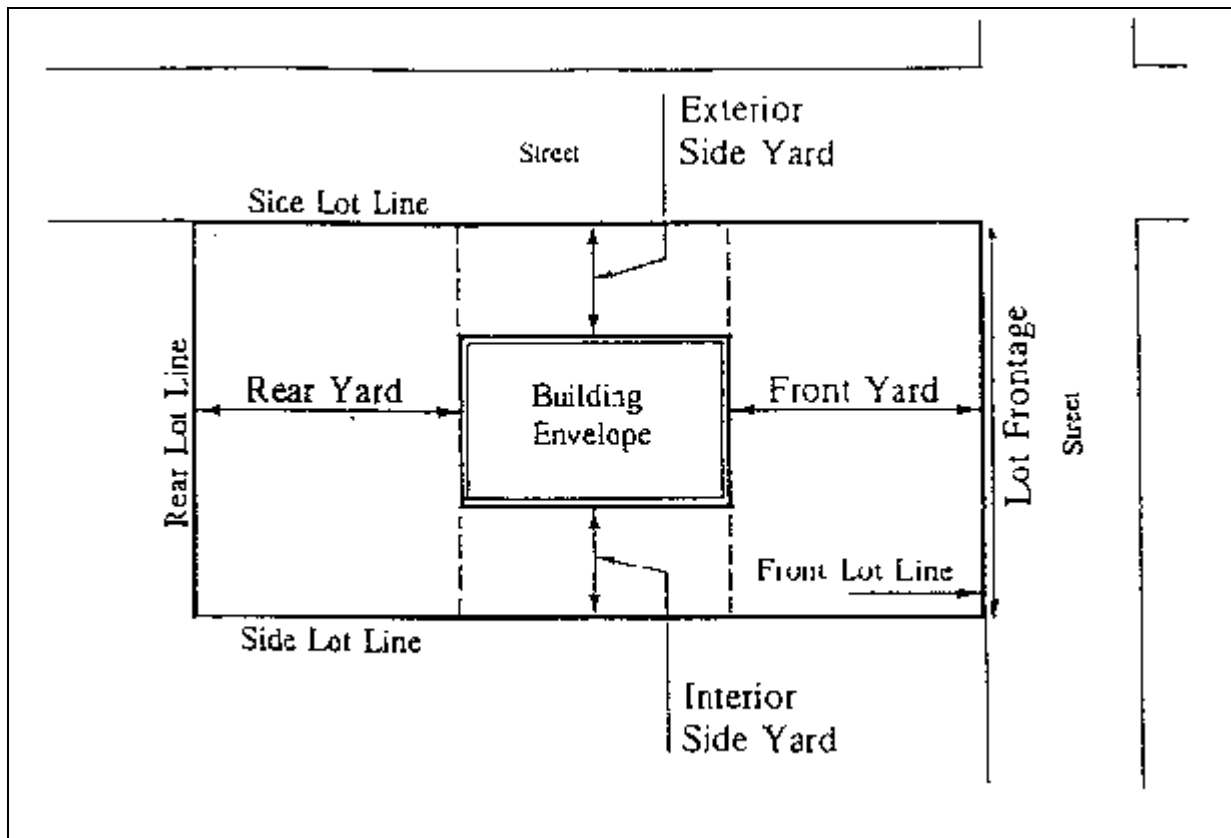 Exterior
Side Yard
Street
Sice Lot Line
Rear Lot Line
Rear Yard
Building
Envelope
Front Yard
Lot Frontage
Street
Front Lot Line
Side Lot Line
Interior
Side Yard